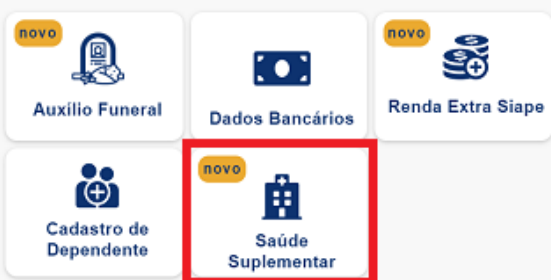 novo
Auxílio Funeral
Dados Bancários
novo
Renda Extra Siape
Cadastro de
Dependente
novo
Saúde
Suplementar